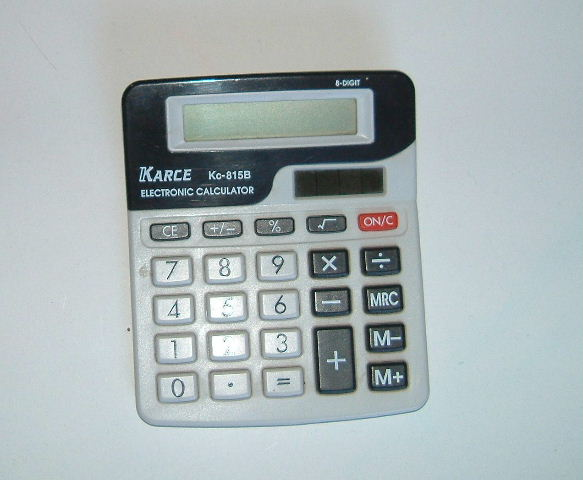 8-DIGIT
KARCE Kc-815B
ELECTRONIC CALCULATOR
CE +/− % √ ON/C
7 8 9 × ÷
4 5 6 − MRC
1 2 3 + M−
0 . = M+